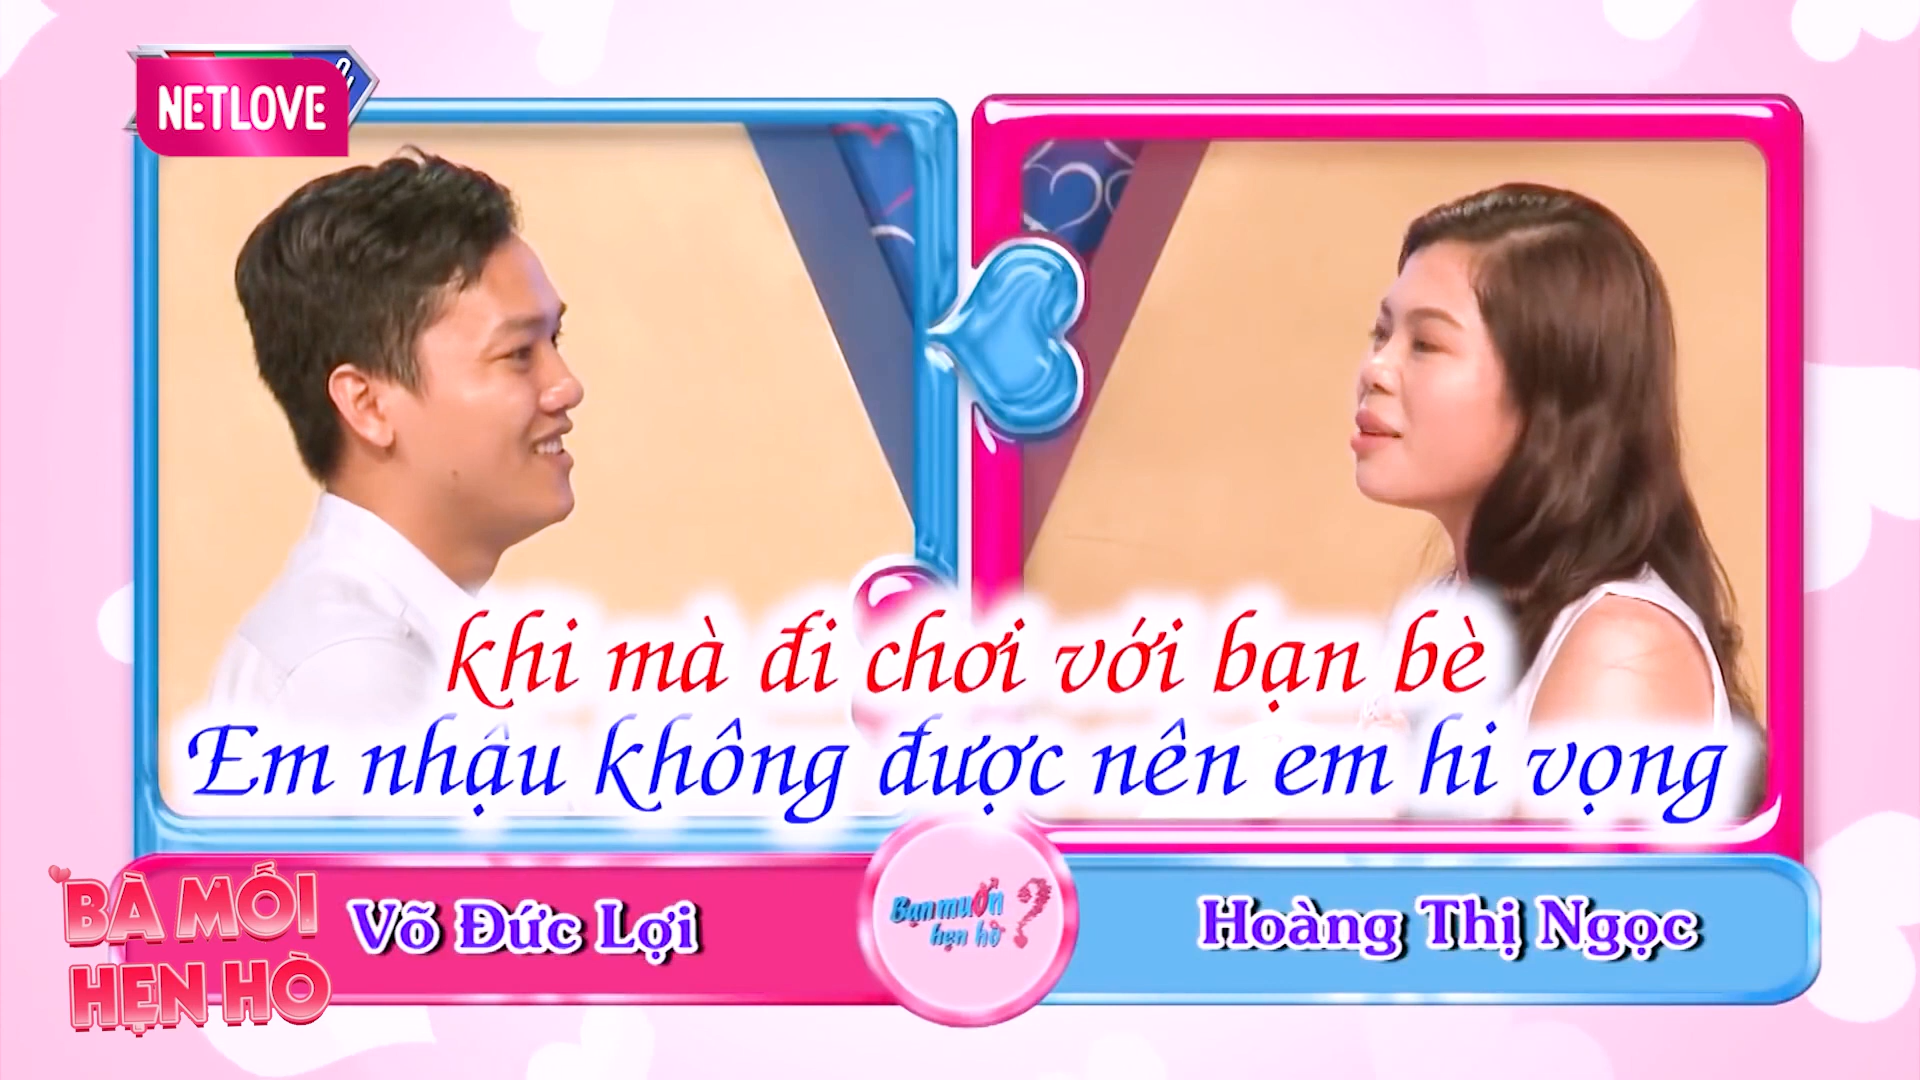 NETLOVE
khi mà đi chơi với bạn bè
Em nhậu không được nên em hi vọng
BÀ MỐI
HẸN HÒ
Võ Đức Lợi
Bạn muốn
hẹn hò
?
Hoàng Thị Ngọc